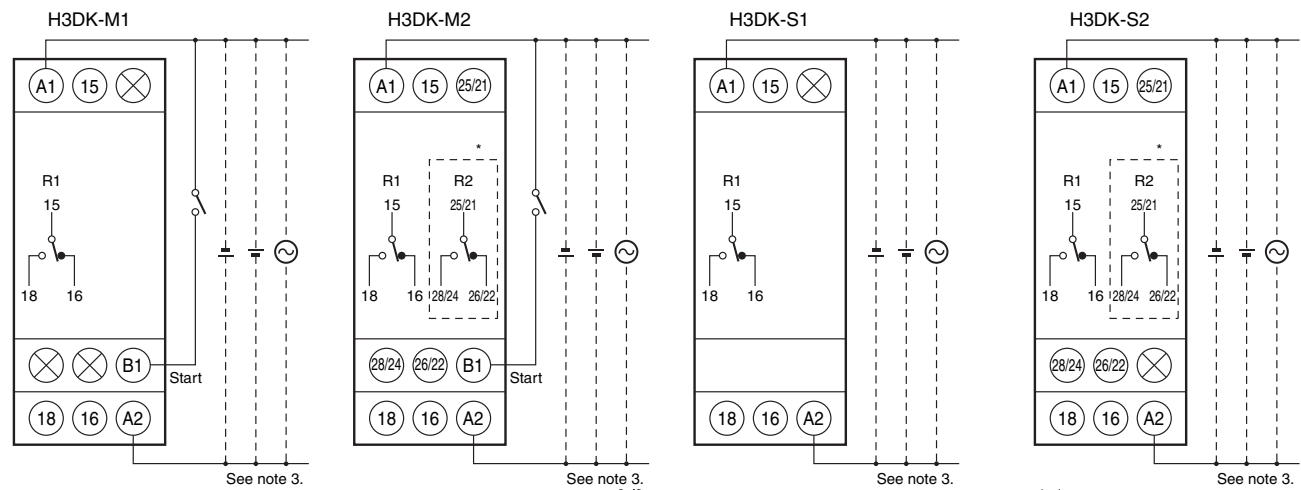 H3DK-M1
A1 15
R1
15
18 16
B1
Start
18 16 A2
See note 3.
H3DK-M2
A1 15 25/21
*
R1 R2
15 25/21
18 16 28/24 26/22
28/24 26/22 B1
Start
18 16 A2
See note 3.
H3DK-S1
A1 15
R1
15
18 16
18 16 A2
See note 3.
H3DK-S2
A1 15 25/21
*
R1 R2
15 25/21
18 16 28/24 26/22
28/24 26/22
18 16 A2
See note 3.